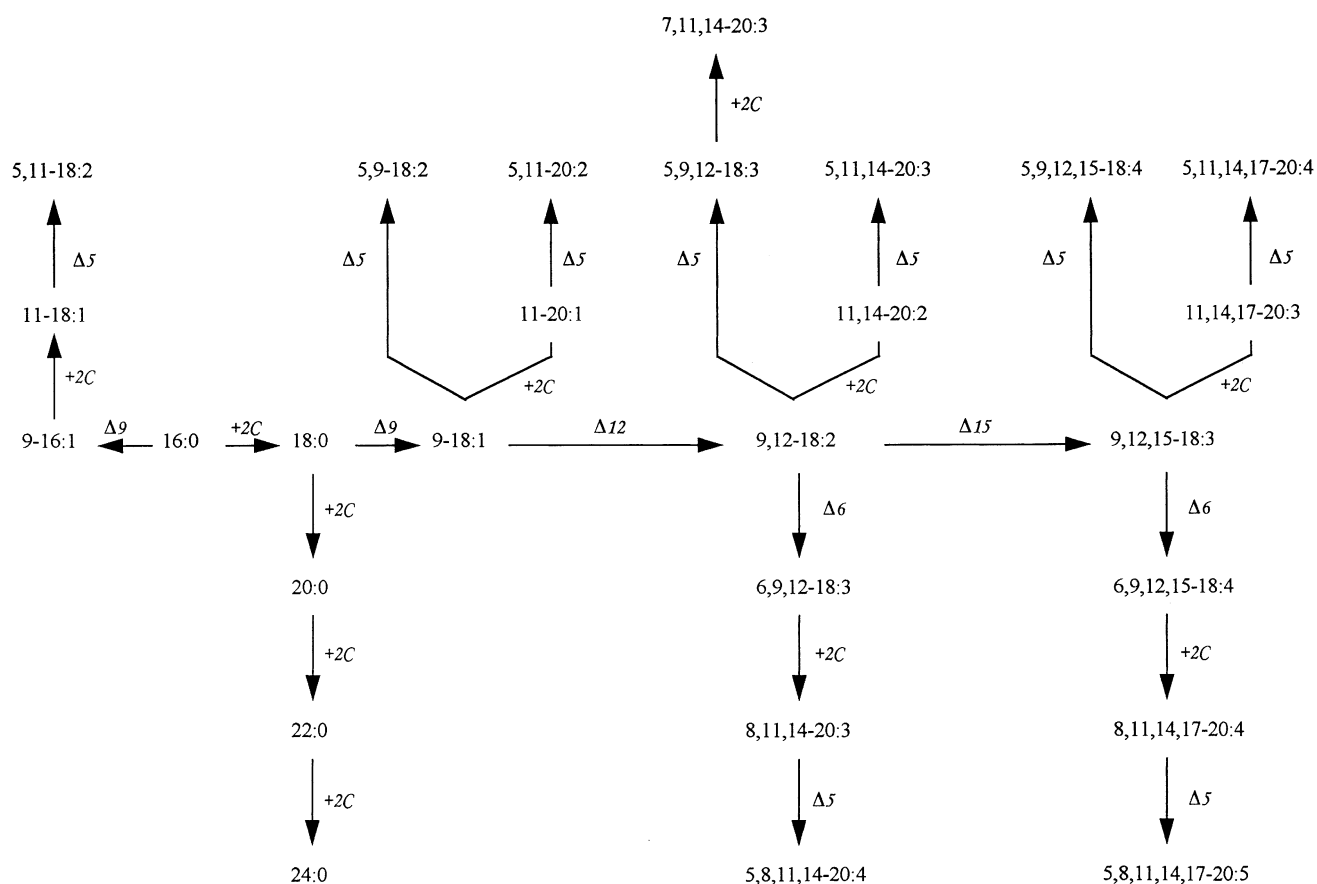 7,11,14-20:3
+2C
5,11-18:2
5,9-18:2
5,11-20:2
5,9,12-18:3
5,11,14-20:3
5,9,12,15-18:4
5,11,14,17-20:4
Δ5
Δ5
Δ5
Δ5
Δ5
Δ5
Δ5
11-18:1
11-20:1
11,14-20:2
11,14,17-20:3
+2C
+2C
+2C
+2C
9-16:1
Δ9
16:0
+2C
18:0
Δ9
9-18:1
Δ12
9,12-18:2
Δ15
9,12,15-18:3
+2C
Δ6
Δ6
20:0
6,9,12-18:3
6,9,12,15-18:4
+2C
+2C
+2C
22:0
8,11,14-20:3
8,11,14,17-20:4
+2C
Δ5
Δ5
24:0
5,8,11,14-20:4
5,8,11,14,17-20:5